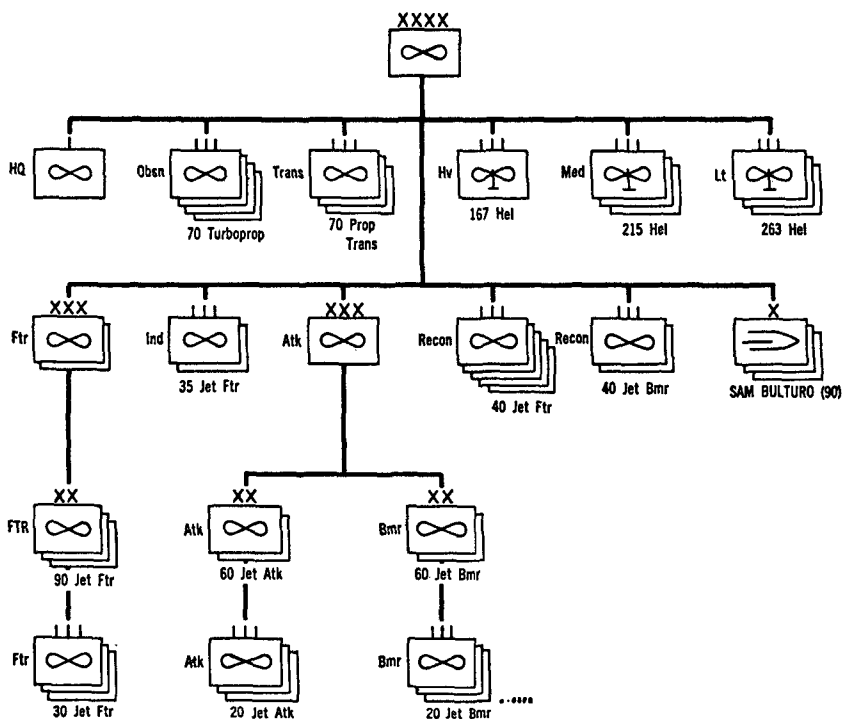 XXXX
HQ
Obsn
70 Turboprop
Trans
70 Prop
Trans
Hv
167 Hel
Med
215 Hel
Lt
263 Hel
XXX
Ftr
Ind
35 Jet Ftr
XXX
Atk
Recon
40 Jet Ftr
Recon
40 Jet Bmr
X
SAM BULTURO (90)
XX
FTR
90 Jet Ftr
XX
Atk
60 Jet Atk
XX
Bmr
60 Jet Bmr
Ftr
30 Jet Ftr
Atk
20 Jet Atk
Bmr
20 Jet Bmr